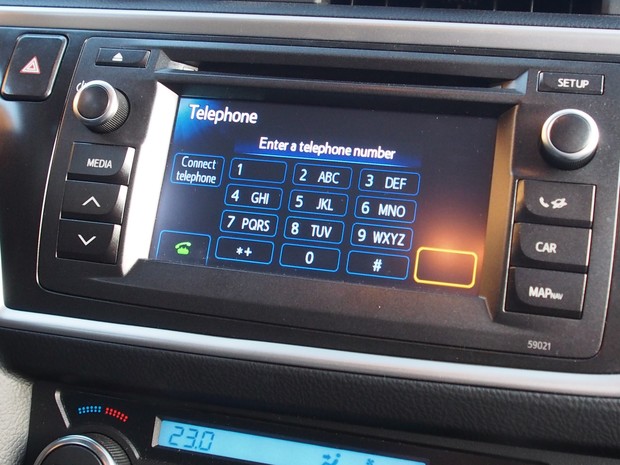 SETUP
Telephone
Enter a telephone number
MEDIA
Connect
telephone
1
2 ABC
3 DEF
4 GHI
5 JKL
6 MNO
7 PQRS
8 TUV
9 WXYZ
*+
0
#
CAR
MAP NAV
59021
23.0